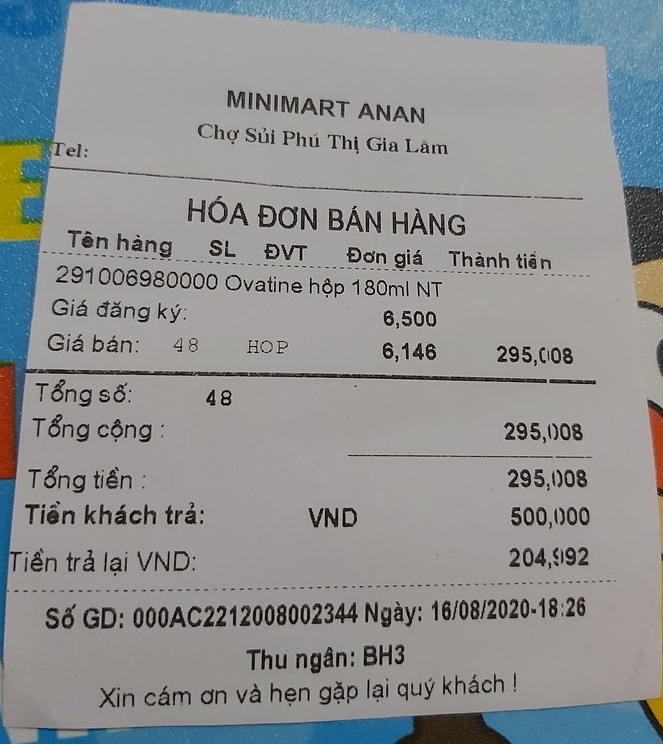 MINIMART ANAN
Chợ Sủi Phú Thị Gia Lâm
Tel:
HÓA ĐƠN BÁN HÀNG
Tên hàng SL ĐVT Đơn giá Thành tiền
291006980000 Ovatine hộp 180ml NT
Giá đăng ký: 6,500
Giá bán: 48 HOP 6,146 295,008
Tổng số: 48
Tổng cộng : 295,008
Tổng tiền : 295,008
Tiền khách trả: VND 500,000
Tiền trả lại VND: 204,992
Số GD: 000AC2212008002344 Ngày: 16/08/2020-18:26
Thu ngân: BH3
Xin cám ơn và hẹn gặp lại quý khách !